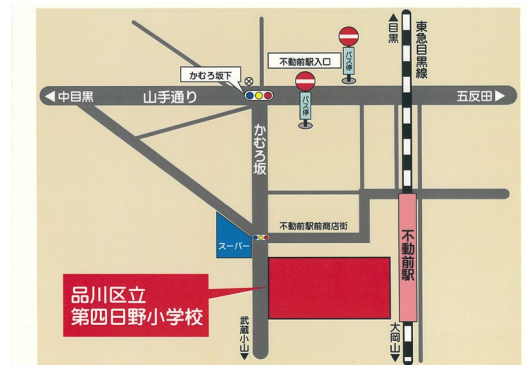 ▲目黒
東急目黒線
バス停
不動前駅入口
かむろ坂下
バス停
◀中目黒
山手通り
五反田▶
かむろ坂
不動前駅前商店街
スーパー
不動前駅
品川区立
第四日野小学校
武蔵小山▼
大岡山▼